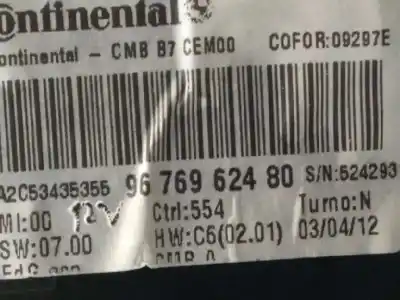 Continental
Continental - CMB B7 CEM00 COFOR:09297E
A2C53435355 96 769 624 80 S/N:524293
MI:00 12V Ctrl:554 Turno:N
SW:07.00 HW:C6(02.01) 03/04/12